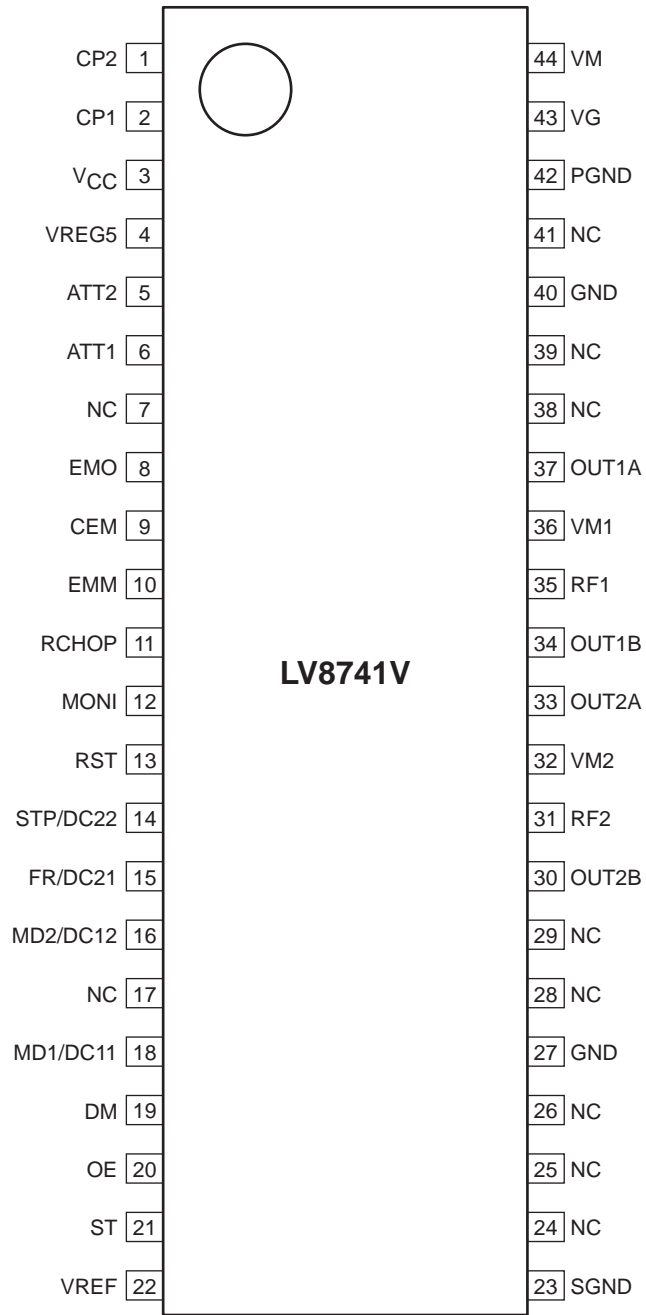 CP2 1 44 VM
CP1 2 43 VG
VCC 3 42 PGND
VREG5 4 41 NC
ATT2 5 40 GND
ATT1 6 39 NC
NC 7 38 NC
EMO 8 37 OUT1A
CEM 9 36 VM1
EMM 10 35 RF1
RCHOP 11 34 OUT1B
LV8741V
MONI 12 33 OUT2A
RST 13 32 VM2
STP/DC22 14 31 RF2
FR/DC21 15 30 OUT2B
MD2/DC12 16 29 NC
NC 17 28 NC
MD1/DC11 18 27 GND
DM 19 26 NC
OE 20 25 NC
ST 21 24 NC
VREF 22 23 SGND